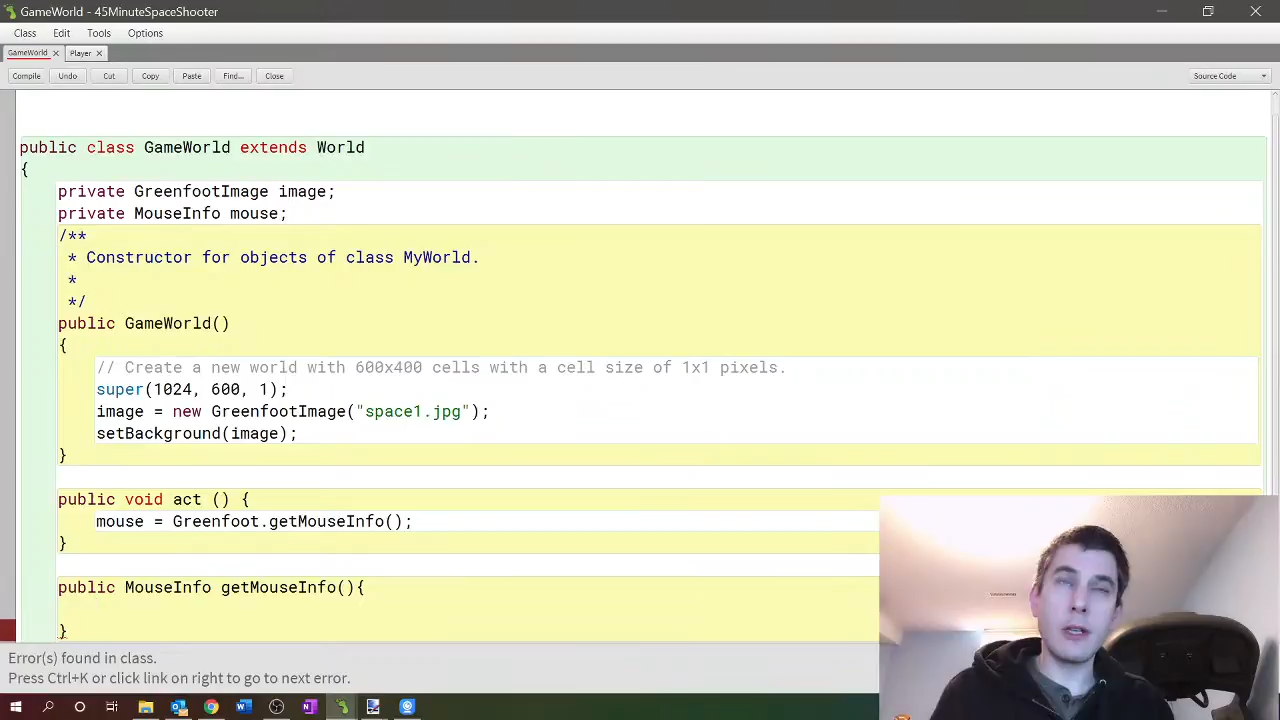 GameWorld - 45MinuteSpaceShooter
Class Edit Tools Options
GameWorld × Player ×
Compile Undo Cut Copy Paste Find... Close Source Code
public class GameWorld extends World
{
private GreenfootImage image;
private MouseInfo mouse;
/**
* Constructor for objects of class MyWorld.
*
*/
public GameWorld()
{
// Create a new world with 600x400 cells with a cell size of 1x1 pixels.
super(1024, 600, 1);
image = new GreenfootImage("space1.jpg");
setBackground(image);
}
public void act () {
mouse = Greenfoot.getMouseInfo();
}
public MouseInfo getMouseInfo(){
}
Error(s) found in class.
Press Ctrl+K or click link on right to go to next error.